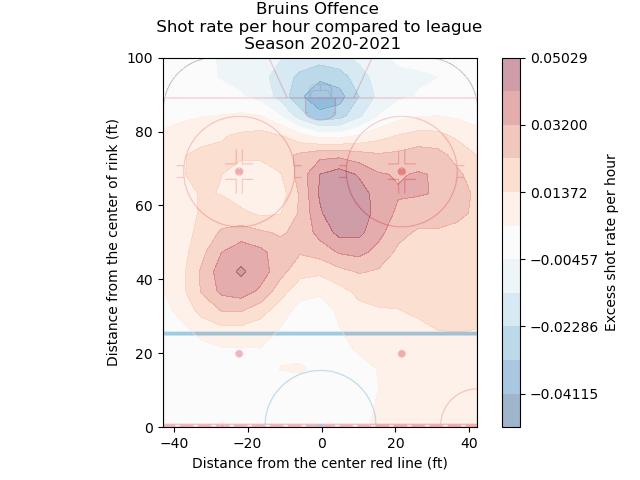 Bruins Offence
Shot rate per hour compared to league
Season 2020-2021
100
80
60
40
20
0
−40
−20
0
20
40
Distance from the center red line (ft)
Distance from the center of rink (ft)
0.05029
0.03200
0.01372
−0.00457
−0.02286
−0.04115
Excess shot rate per hour